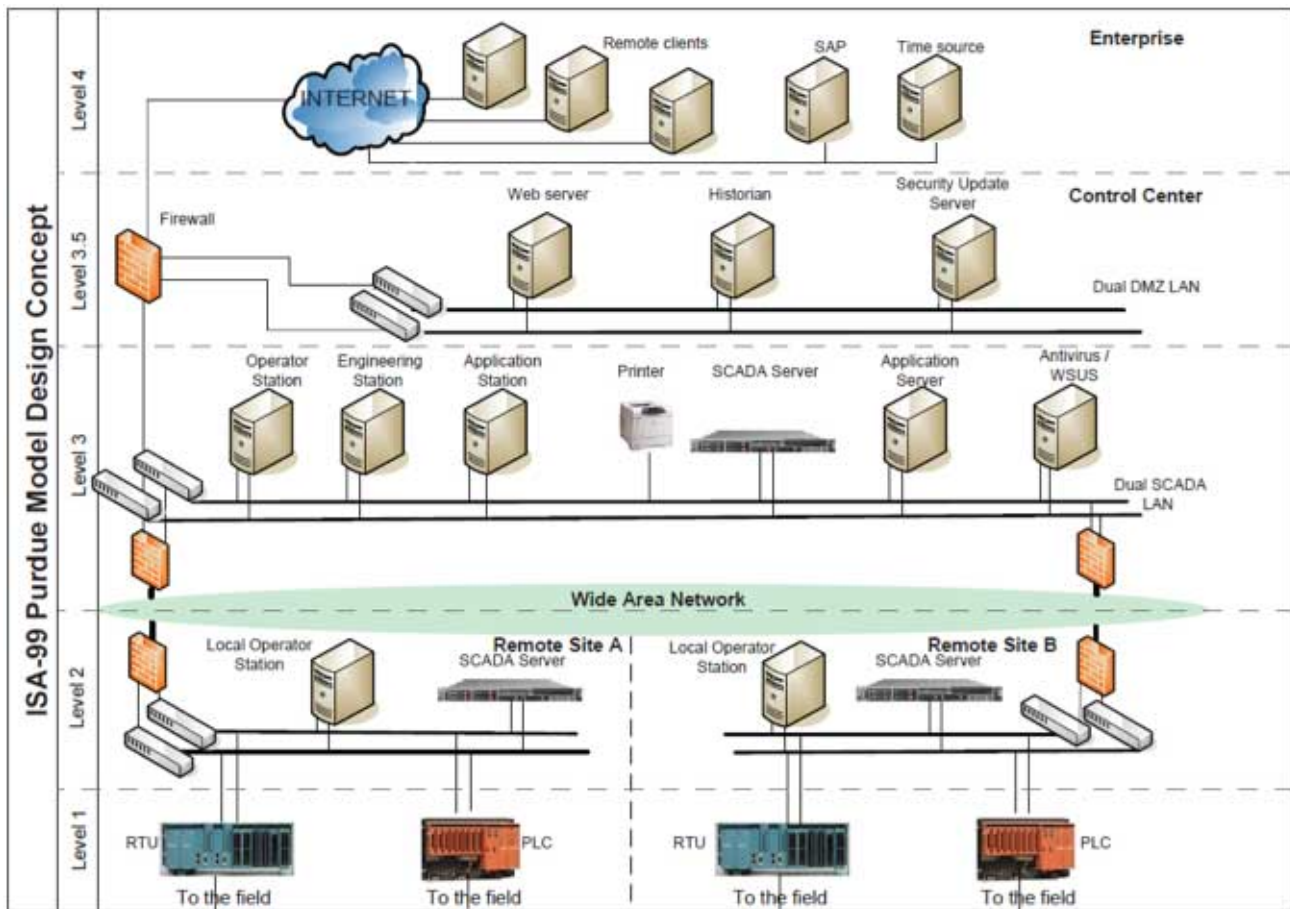 ISA-99 Purdue Model Design Concept
Level 4
Enterprise
Remote clients
SAP
Time source
INTERNET
Level 3.5
Control Center
Firewall
Web server
Historian
Security Update
Server
Dual DMZ LAN
Level 3
Operator
Station
Engineering
Station
Application
Station
Printer
SCADA Server
Application
Server
Antivirus /
WSUS
Dual SCADA
LAN
Wide Area Network
Level 2
Remote Site A
Local Operator
Station
SCADA Server
Remote Site B
Local Operator
Station
SCADA Server
Level 1
RTU
PLC
RTU
PLC
To the field
To the field
To the field
To the field